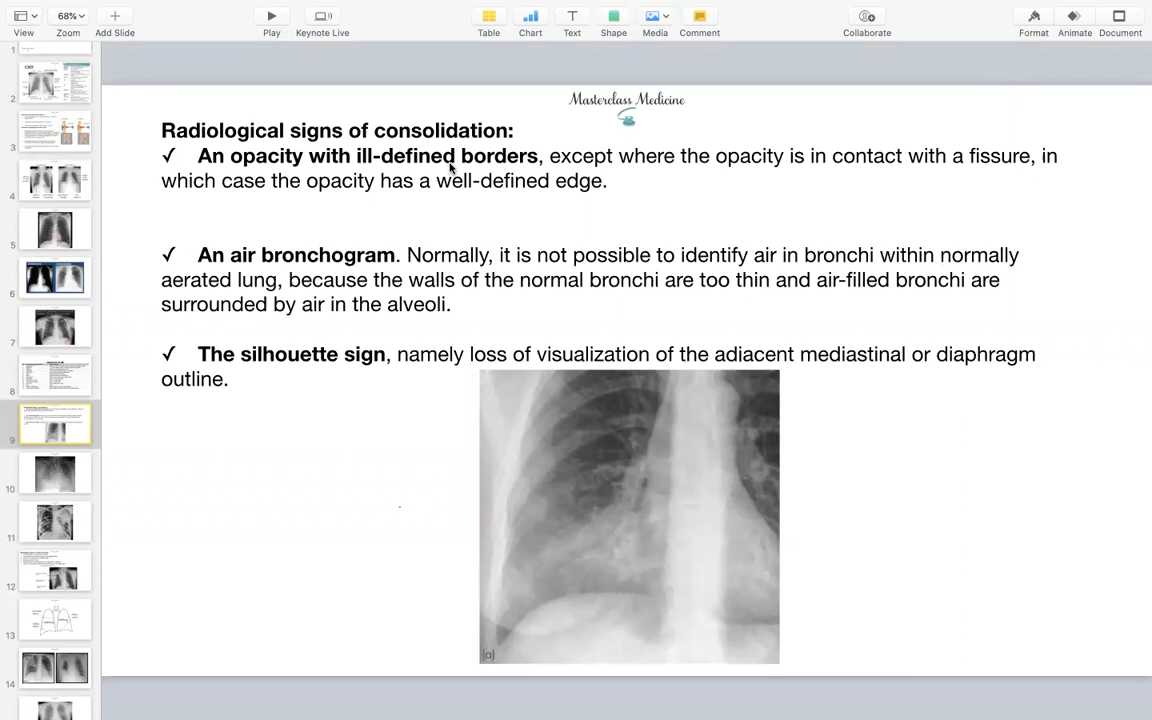 68%
View
Zoom
Add Slide
Play
Keynote Live
Table
Chart
Text
Shape
Media
Comment
Collaborate
Format
Animate
Document
1
2
3
4
5
6
7
8
9
10
11
12
13
14
Masterclass Medicine
Radiological signs of consolidation:
✓ An opacity with ill-defined borders, except where the opacity is in contact with a fissure, in
which case the opacity has a well-defined edge.
✓ An air bronchogram. Normally, it is not possible to identify air in bronchi within normally
aerated lung, because the walls of the normal bronchi are too thin and air-filled bronchi are
surrounded by air in the alveoli.
✓ The silhouette sign, namely loss of visualization of the adjacent mediastinal or diaphragm
outline.
(a)